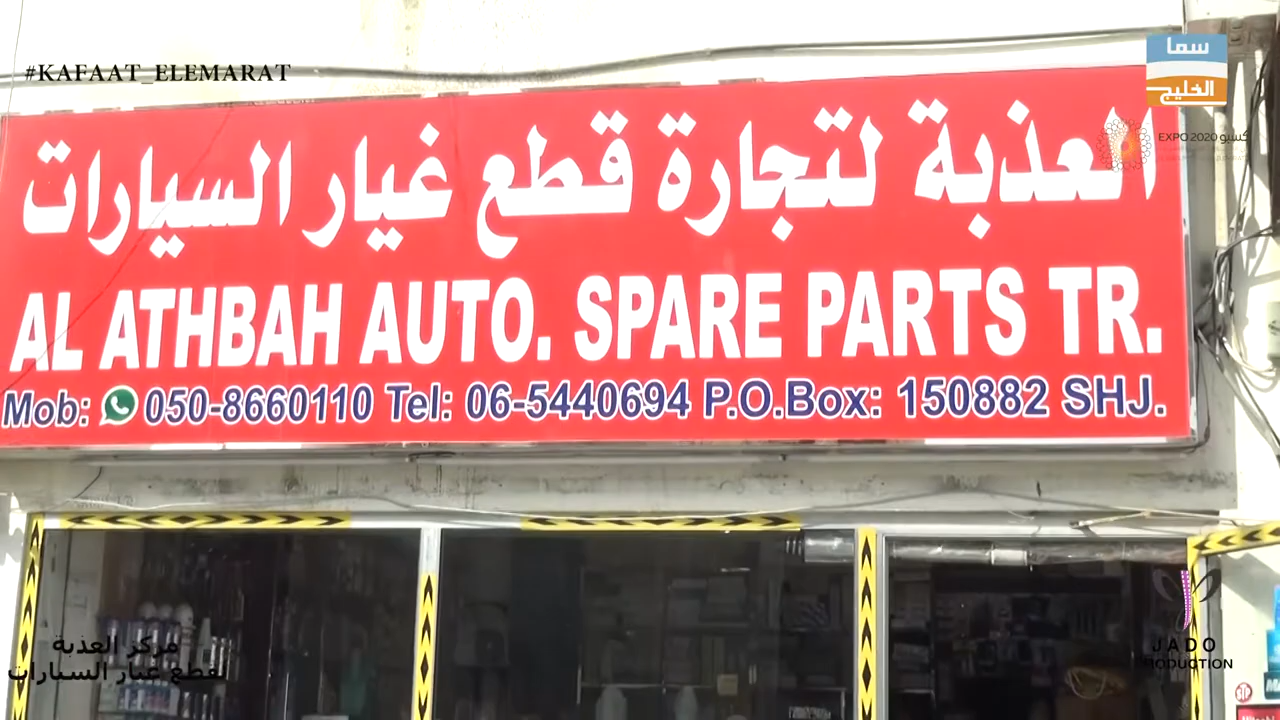 #KAFAAT_ELEMARAT
سما
الخليج
EXPO 2020
العذبة لتجارة قطع غيار السيارات
AL ATHBAH AUTO. SPARE PARTS TR.
Mob: 050-8660110 Tel: 06-5440694 P.O.Box: 150882 SHJ.
مركز العذبة
لقطع غيار السيارات
JADO
PRODUCTION